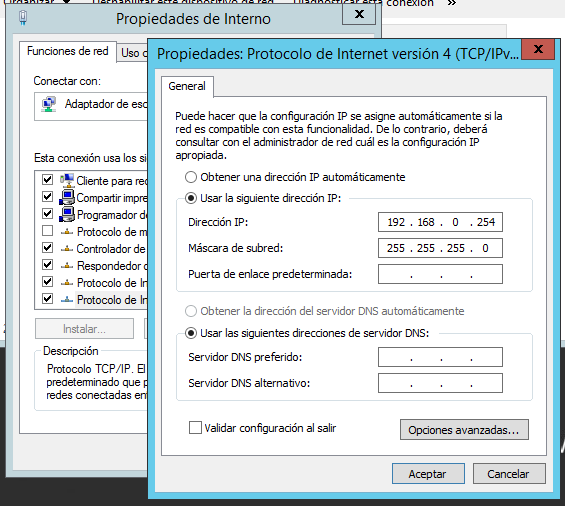 Organizar
Deshabilitar este dispositivo de red
Diagnosticar esta conexión
»
Propiedades de Interno
x
Funciones de red
Uso co
Conectar con:
Adaptador de esc
Esta conexión usa los si
Cliente para red
Compartir impre
Programador de
Protocolo de m
Controlador de
Respondedor d
Protocolo de In
Protocolo de In
Instalar...
Descripción
Protocolo TCP/IP. El
predeterminado que p
redes conectadas en
Propiedades: Protocolo de Internet versión 4 (TCP/IPv...
x
General
Puede hacer que la configuración IP se asigne automáticamente si la
red es compatible con esta funcionalidad. De lo contrario, deberá
consultar con el administrador de red cuál es la configuración IP
apropiada.
Obtener una dirección IP automáticamente
Usar la siguiente dirección IP:
Dirección IP:
192 . 168 . 0 . 254
Máscara de subred:
255 . 255 . 255 . 0
Puerta de enlace predeterminada:
. . .
Obtener la dirección del servidor DNS automáticamente
Usar las siguientes direcciones de servidor DNS:
Servidor DNS preferido:
. . .
Servidor DNS alternativo:
. . .
Validar configuración al salir
Opciones avanzadas...
Aceptar
Cancelar